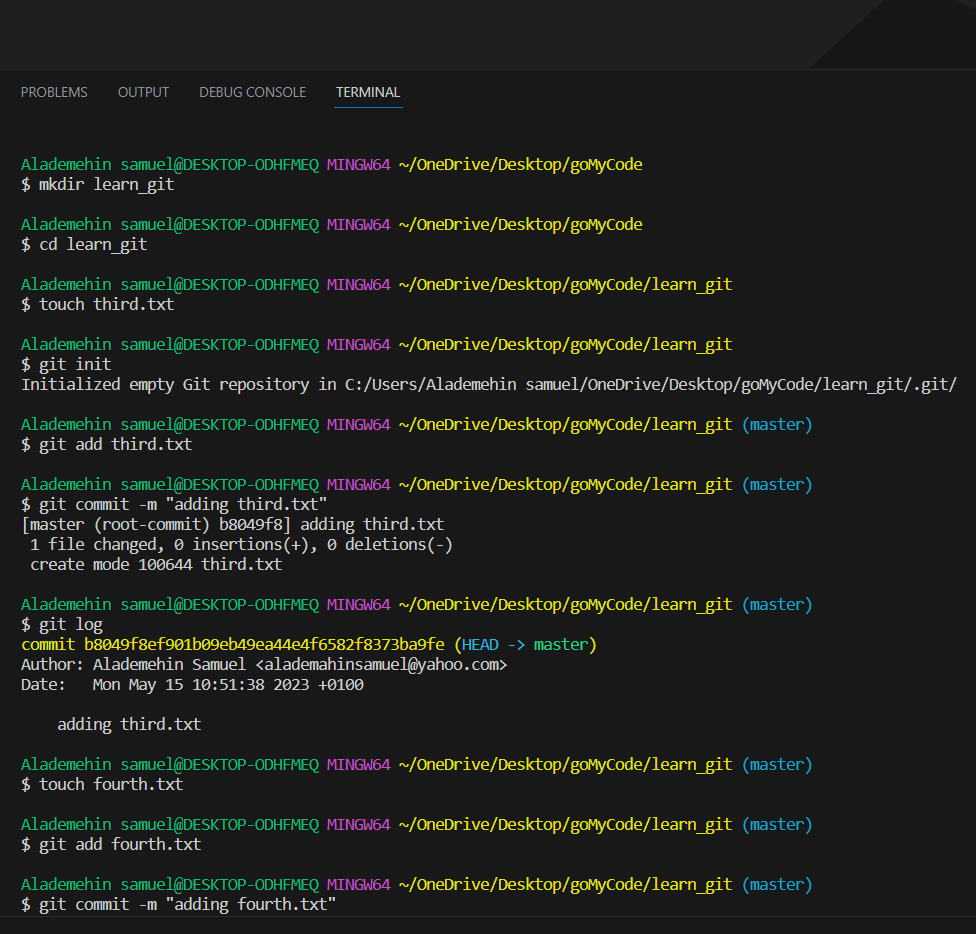 PROBLEMS OUTPUT DEBUG CONSOLE TERMINAL
Alademehin samuel@DESKTOP-ODHFMEQ MINGW64 ~/OneDrive/Desktop/goMyCode
$ mkdir learn_git
Alademehin samuel@DESKTOP-ODHFMEQ MINGW64 ~/OneDrive/Desktop/goMyCode
$ cd learn_git
Alademehin samuel@DESKTOP-ODHFMEQ MINGW64 ~/OneDrive/Desktop/goMyCode/learn_git
$ touch third.txt
Alademehin samuel@DESKTOP-ODHFMEQ MINGW64 ~/OneDrive/Desktop/goMyCode/learn_git
$ git init
Initialized empty Git repository in C:/Users/Alademehin samuel/OneDrive/Desktop/goMyCode/learn_git/.git/
Alademehin samuel@DESKTOP-ODHFMEQ MINGW64 ~/OneDrive/Desktop/goMyCode/learn_git (master)
$ git add third.txt
Alademehin samuel@DESKTOP-ODHFMEQ MINGW64 ~/OneDrive/Desktop/goMyCode/learn_git (master)
$ git commit -m "adding third.txt"
[master (root-commit) b8049f8] adding third.txt
 1 file changed, 0 insertions(+), 0 deletions(-)
 create mode 100644 third.txt
Alademehin samuel@DESKTOP-ODHFMEQ MINGW64 ~/OneDrive/Desktop/goMyCode/learn_git (master)
$ git log
commit b8049f8ef901b09eb49ea44e4f6582f8373ba9fe (HEAD -> master)
Author: Alademehin Samuel <alademahinsamuel@yahoo.com>
Date:   Mon May 15 10:51:38 2023 +0100
    adding third.txt
Alademehin samuel@DESKTOP-ODHFMEQ MINGW64 ~/OneDrive/Desktop/goMyCode/learn_git (master)
$ touch fourth.txt
Alademehin samuel@DESKTOP-ODHFMEQ MINGW64 ~/OneDrive/Desktop/goMyCode/learn_git (master)
$ git add fourth.txt
Alademehin samuel@DESKTOP-ODHFMEQ MINGW64 ~/OneDrive/Desktop/goMyCode/learn_git (master)
$ git commit -m "adding fourth.txt"